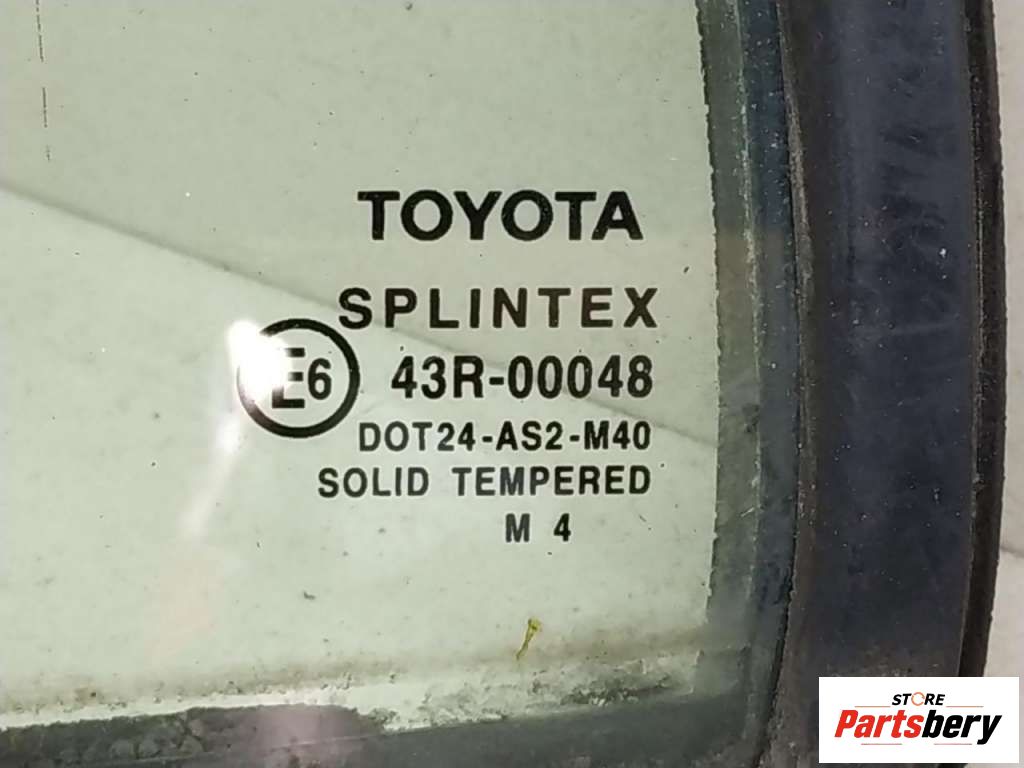 TOYOTA
SPLINTEX
E6 43R-00048
DOT24-AS2-M40
SOLID TEMPERED
M 4
STORE
Partsbery